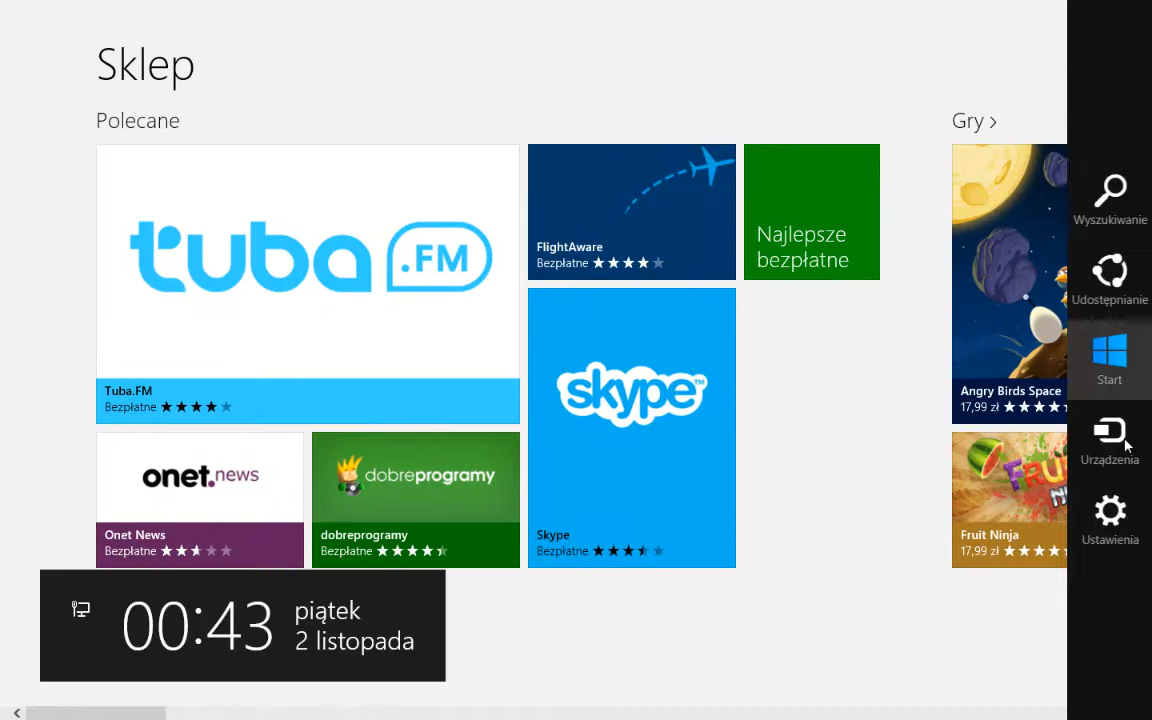 Sklep
Polecane
Gry ›
tuba.FM
Tuba.FM
Bezpłatne
FlightAware
Bezpłatne
Najlepsze
bezpłatne
skype™
Skype
Bezpłatne
onet.news
Onet News
Bezpłatne
dobreprogramy
dobreprogramy
Bezpłatne
Angry Birds Space
17,99 zł
Fruit Ninja
17,99 zł
Wyszukiwanie
Udostępnianie
Start
Urządzenia
Ustawienia
00:43
piątek
2 listopada